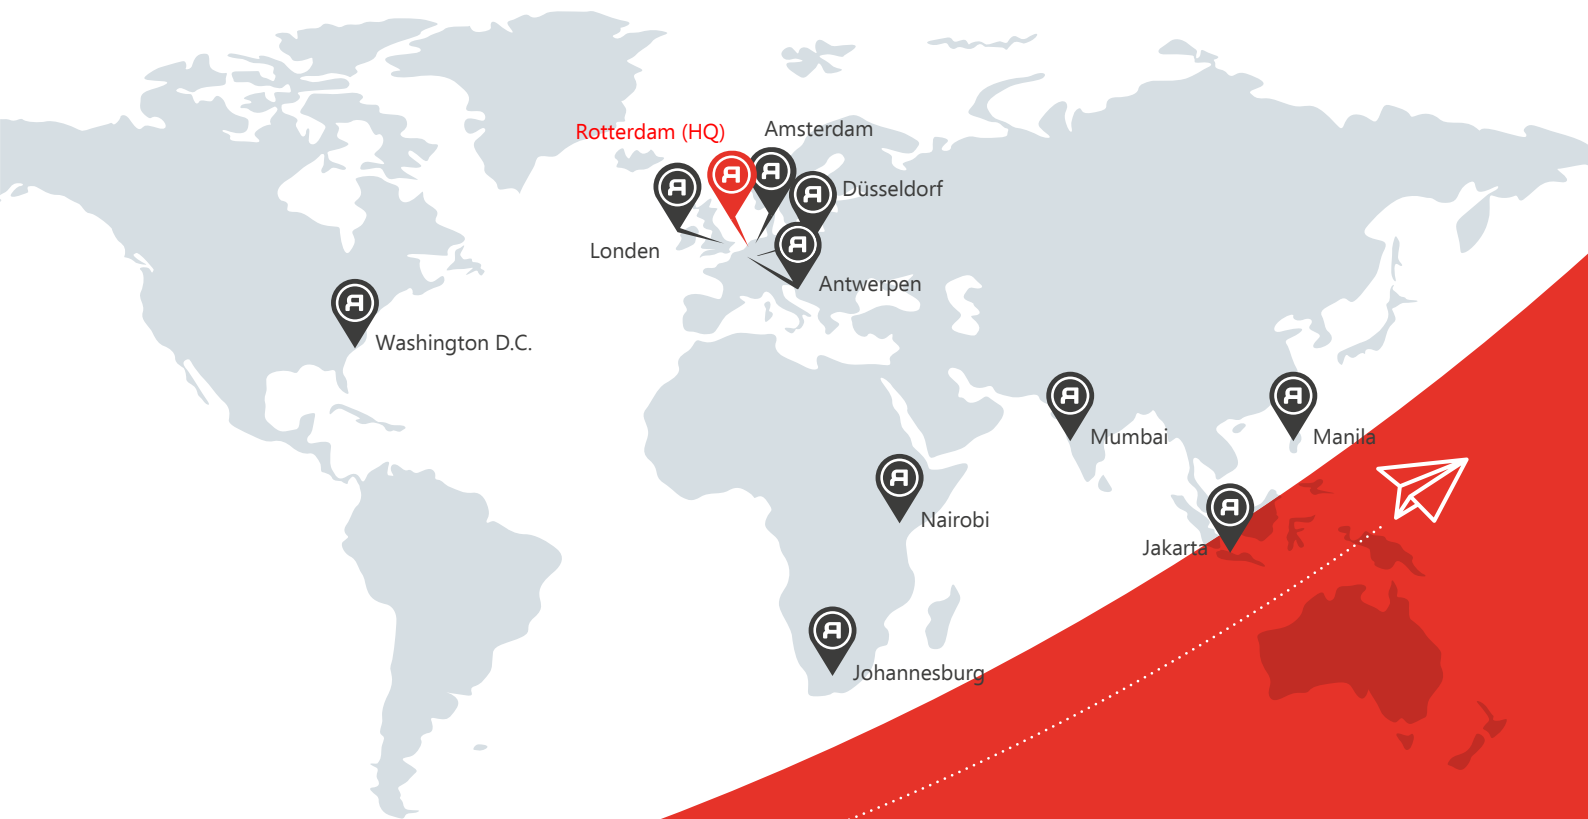 Rotterdam (HQ)
Amsterdam
Düsseldorf
Londen
Antwerpen
Washington D.C.
Mumbai
Manila
Nairobi
Jakarta
Johannesburg